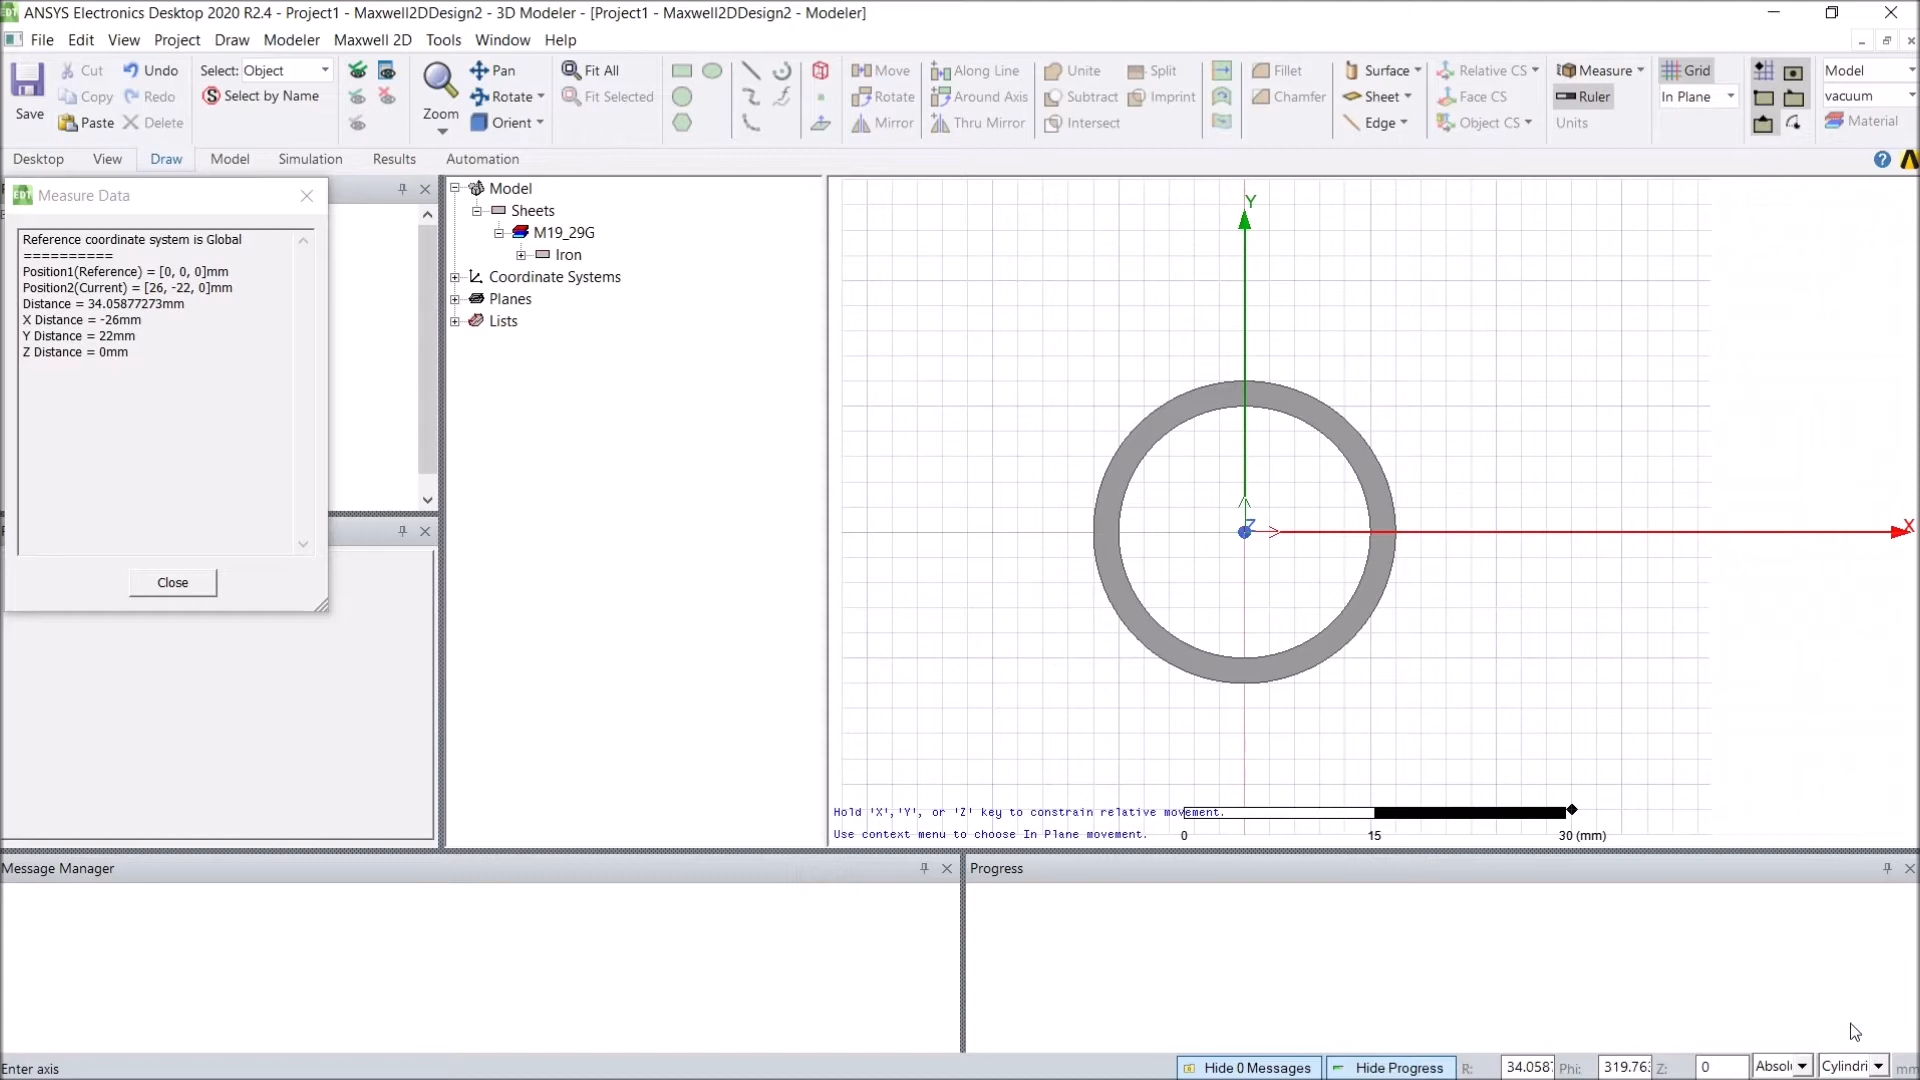 ANSYS Electronics Desktop 2020 R2.4 - Project1 - Maxwell2DDesign2 - 3D Modeler - [Project1 - Maxwell2DDesign2 - Modeler]
File Edit View Project Draw Modeler Maxwell 2D Tools Window Help
Save
Cut Undo
Copy Redo
Paste Delete
Select: Object
Select by Name
Zoom
Pan
Rotate
Orient
Fit All
Fit Selected
Move
Rotate
Mirror
Along Line
Around Axis
Thru Mirror
Unite Split
Subtract Imprint
Intersect
Fillet
Chamfer
Surface
Sheet
Edge
Relative CS
Face CS
Object CS
Measure
Ruler
Units
Grid
In Plane
Model
vacuum
Material
Desktop View Draw Model Simulation Results Automation
Measure Data
Reference coordinate system is Global
==========
Position1(Reference) = [0, 0, 0]mm
Position2(Current) = [26, -22, 0]mm
Distance = 34.05877273mm
X Distance = -26mm
Y Distance = 22mm
Z Distance = 0mm
Close
Model
Sheets
M19_29G
Iron
Coordinate Systems
Planes
Lists
Y
Z
X
Hold 'X','Y', or 'Z' key to constrain relative movement.
Use context menu to choose In Plane movement.
0 15 30 (mm)
Message Manager
Progress
Enter axis
Hide 0 Messages Hide Progress R: 34.058 Phi: 319.76 Z: 0 Absol Cylindri mm